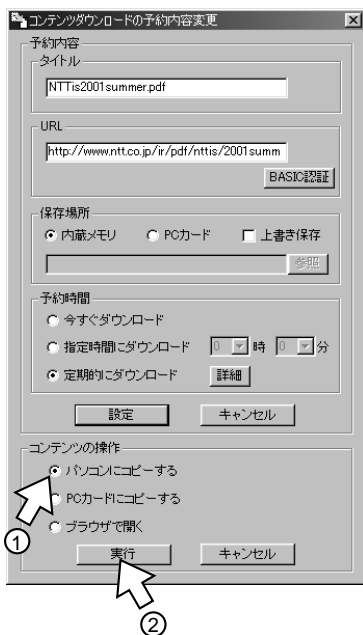 コンテンツダウンロードの予約内容変更
予約内容
タイトル
NTTis2001summer.pdf
URL
http://www.ntt.co.jp/ir/pdf/nttis/2001summ
BASIC認証
保存場所
内蔵メモリ PCカード 上書き保存
参照
予約時間
今すぐダウンロード
指定時間にダウンロード 0 時 0 分
定期的にダウンロード 詳細
設定 キャンセル
コンテンツの操作
パソコンにコピーする
PCカードにコピーする
ブラウザで開く
①
実行 キャンセル
②